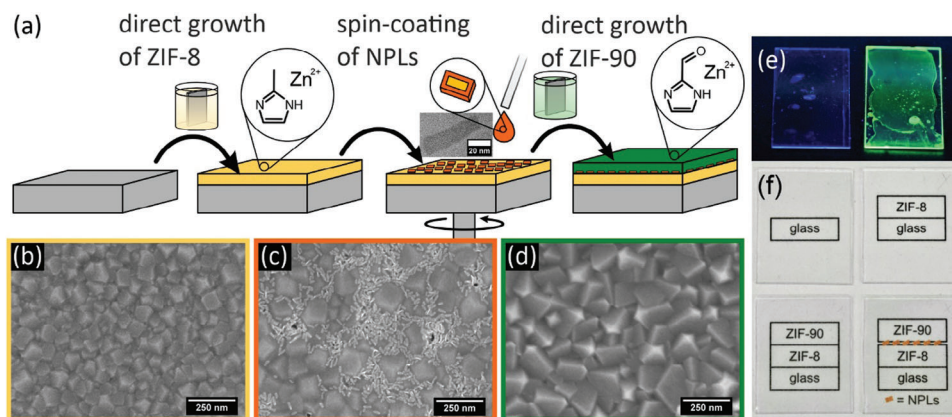 (a)
direct growth
of ZIF-8
spin-coating
of NPLs
direct growth
of ZIF-90
Zn2+
N
NH
20 nm
O
Zn2+
N
NH
(b)
250 nm
(c)
250 nm
(d)
250 nm
(e)
(f)
glass
ZIF-8
glass
ZIF-90
ZIF-8
glass
ZIF-90
ZIF-8
glass
= NPLs